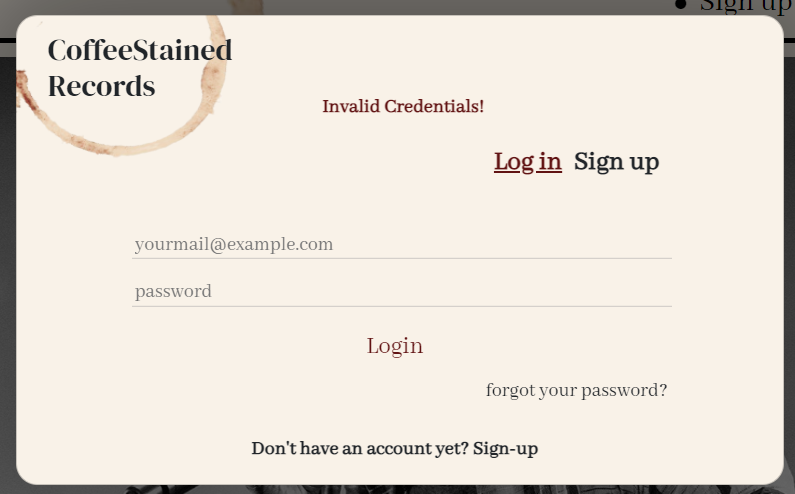 Sign up
CoffeeStained
Records
Invalid Credentials!
Log in Sign up
yourmail@example.com
password
Login
forgot your password?
Don't have an account yet? Sign-up